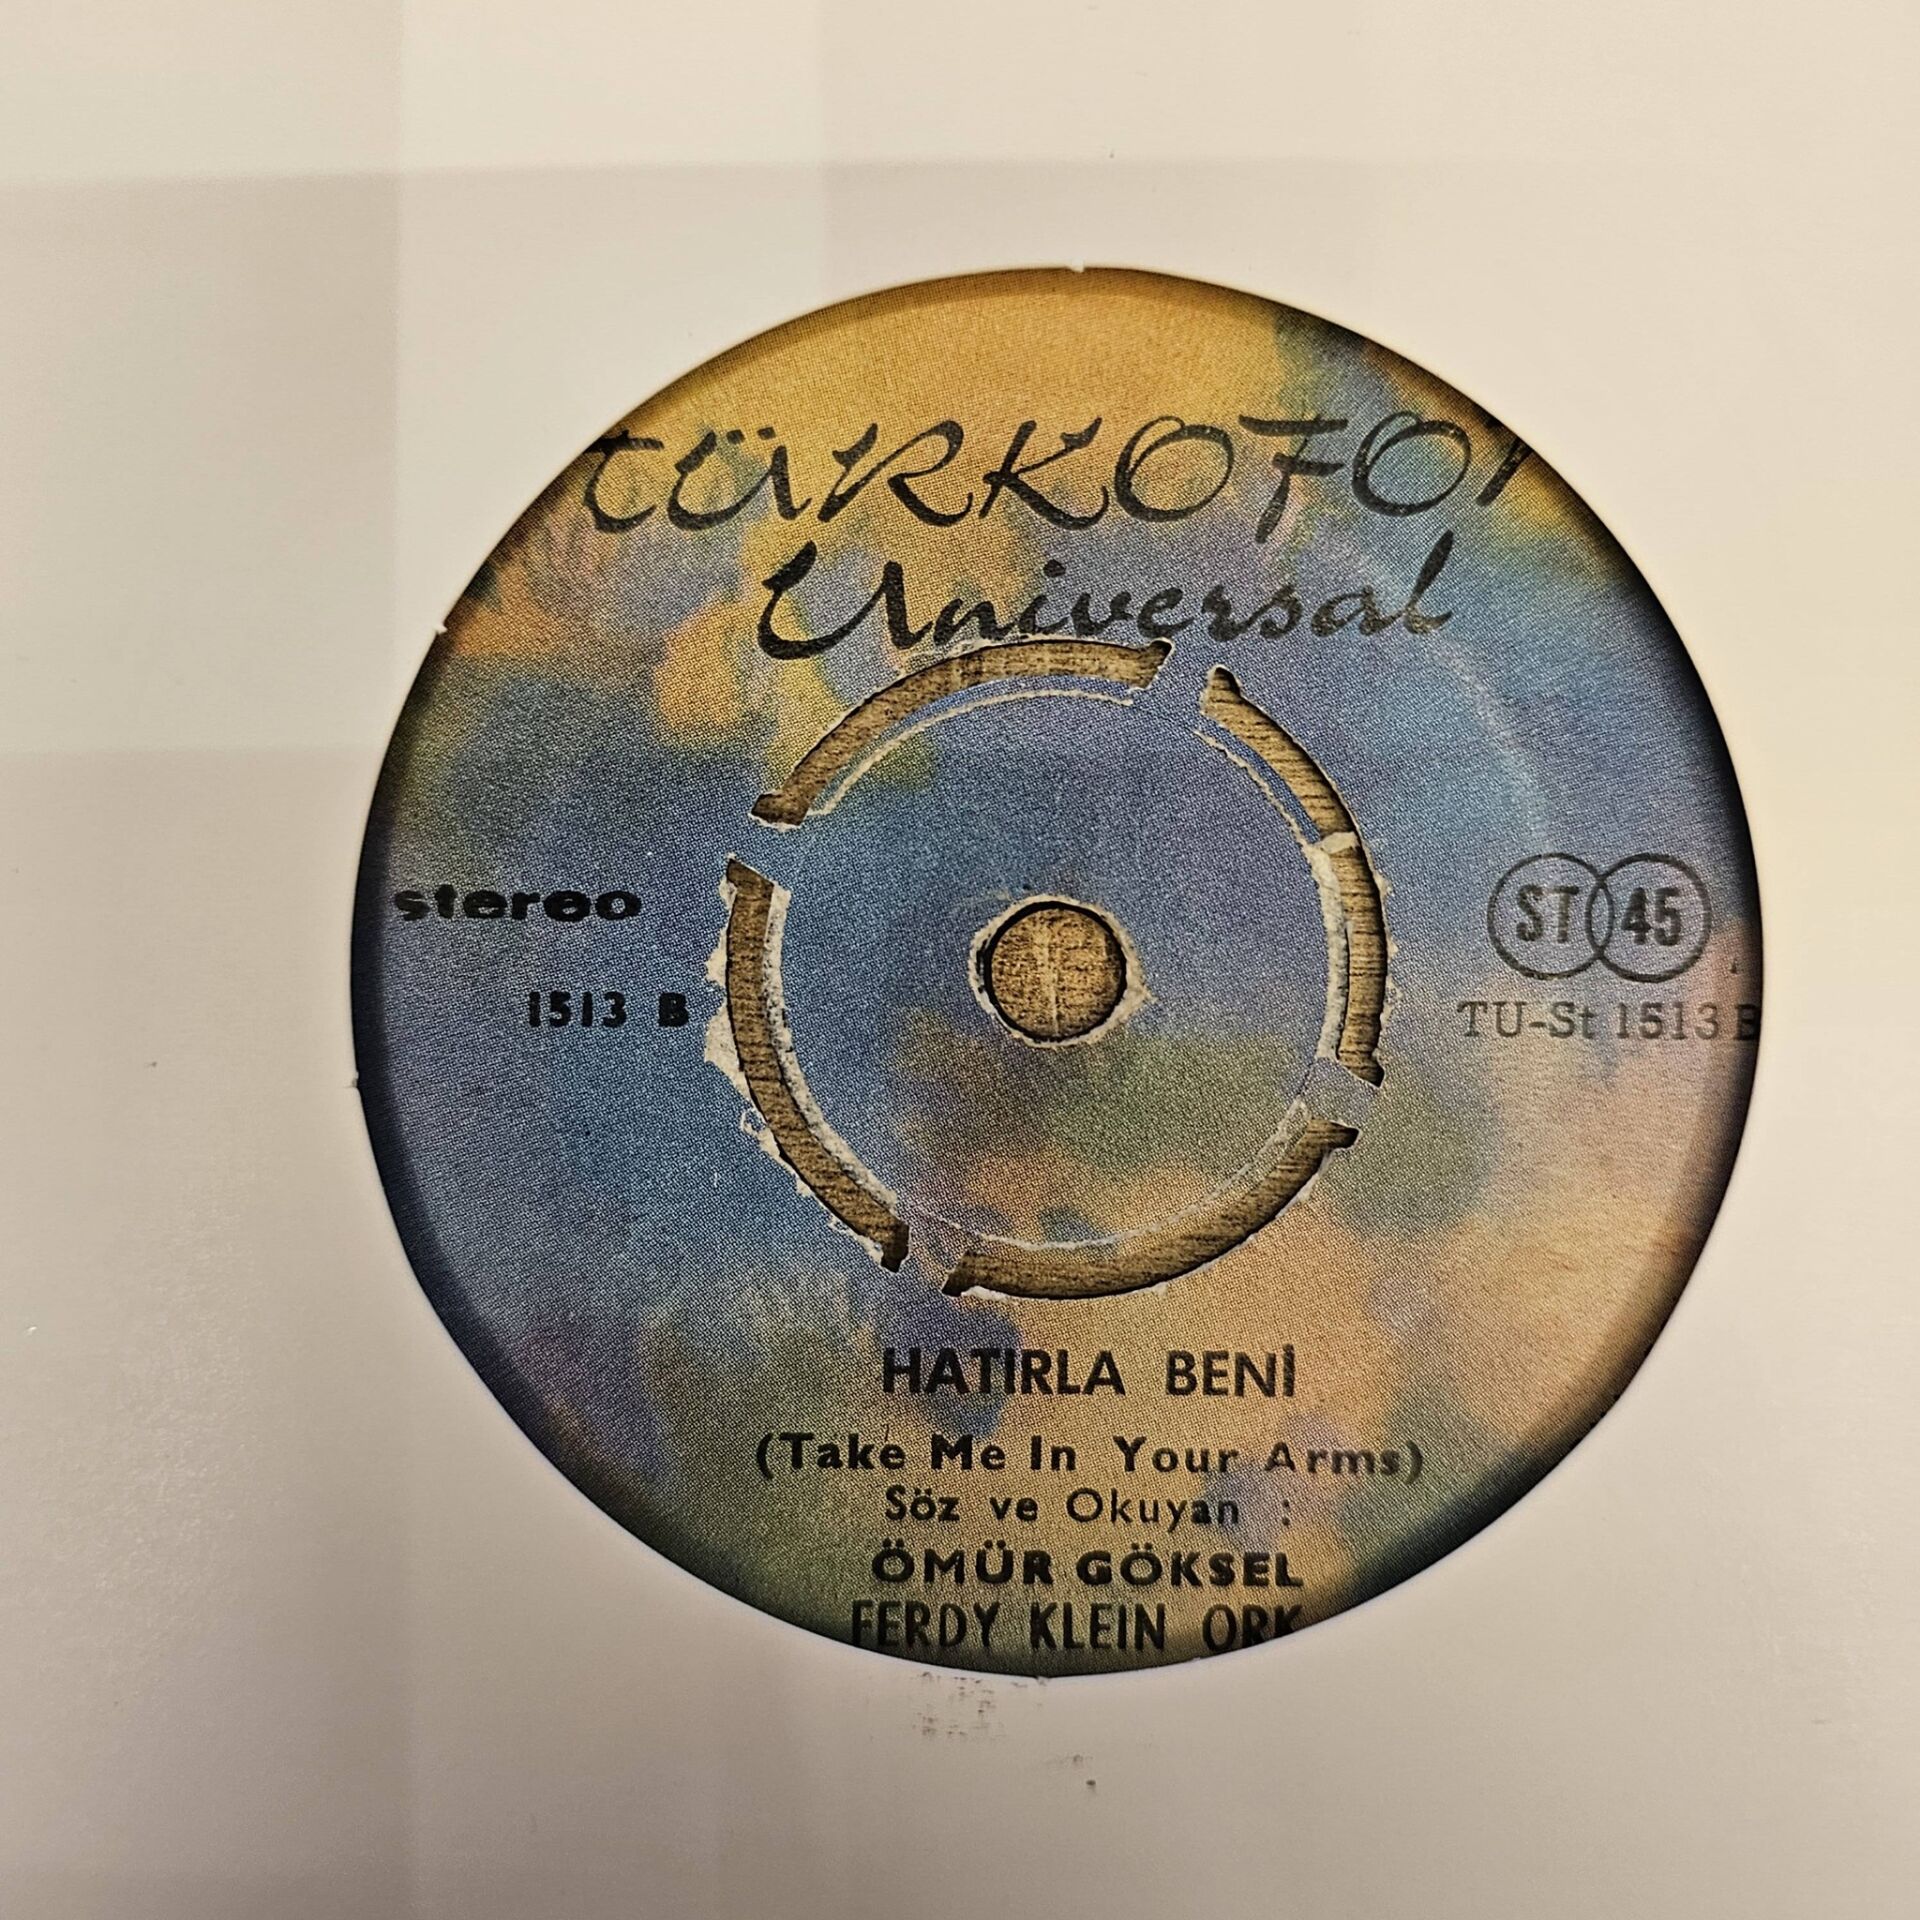 TÜRKOFO
Universal
stereo
ST 45
1513 B
TU-St 1513 B
HATIRLA BENİ
(Take Me In Your Arms)
Söz ve Okuyan :
ÖMÜR GÖKSEL
FERDY KLEIN ORK